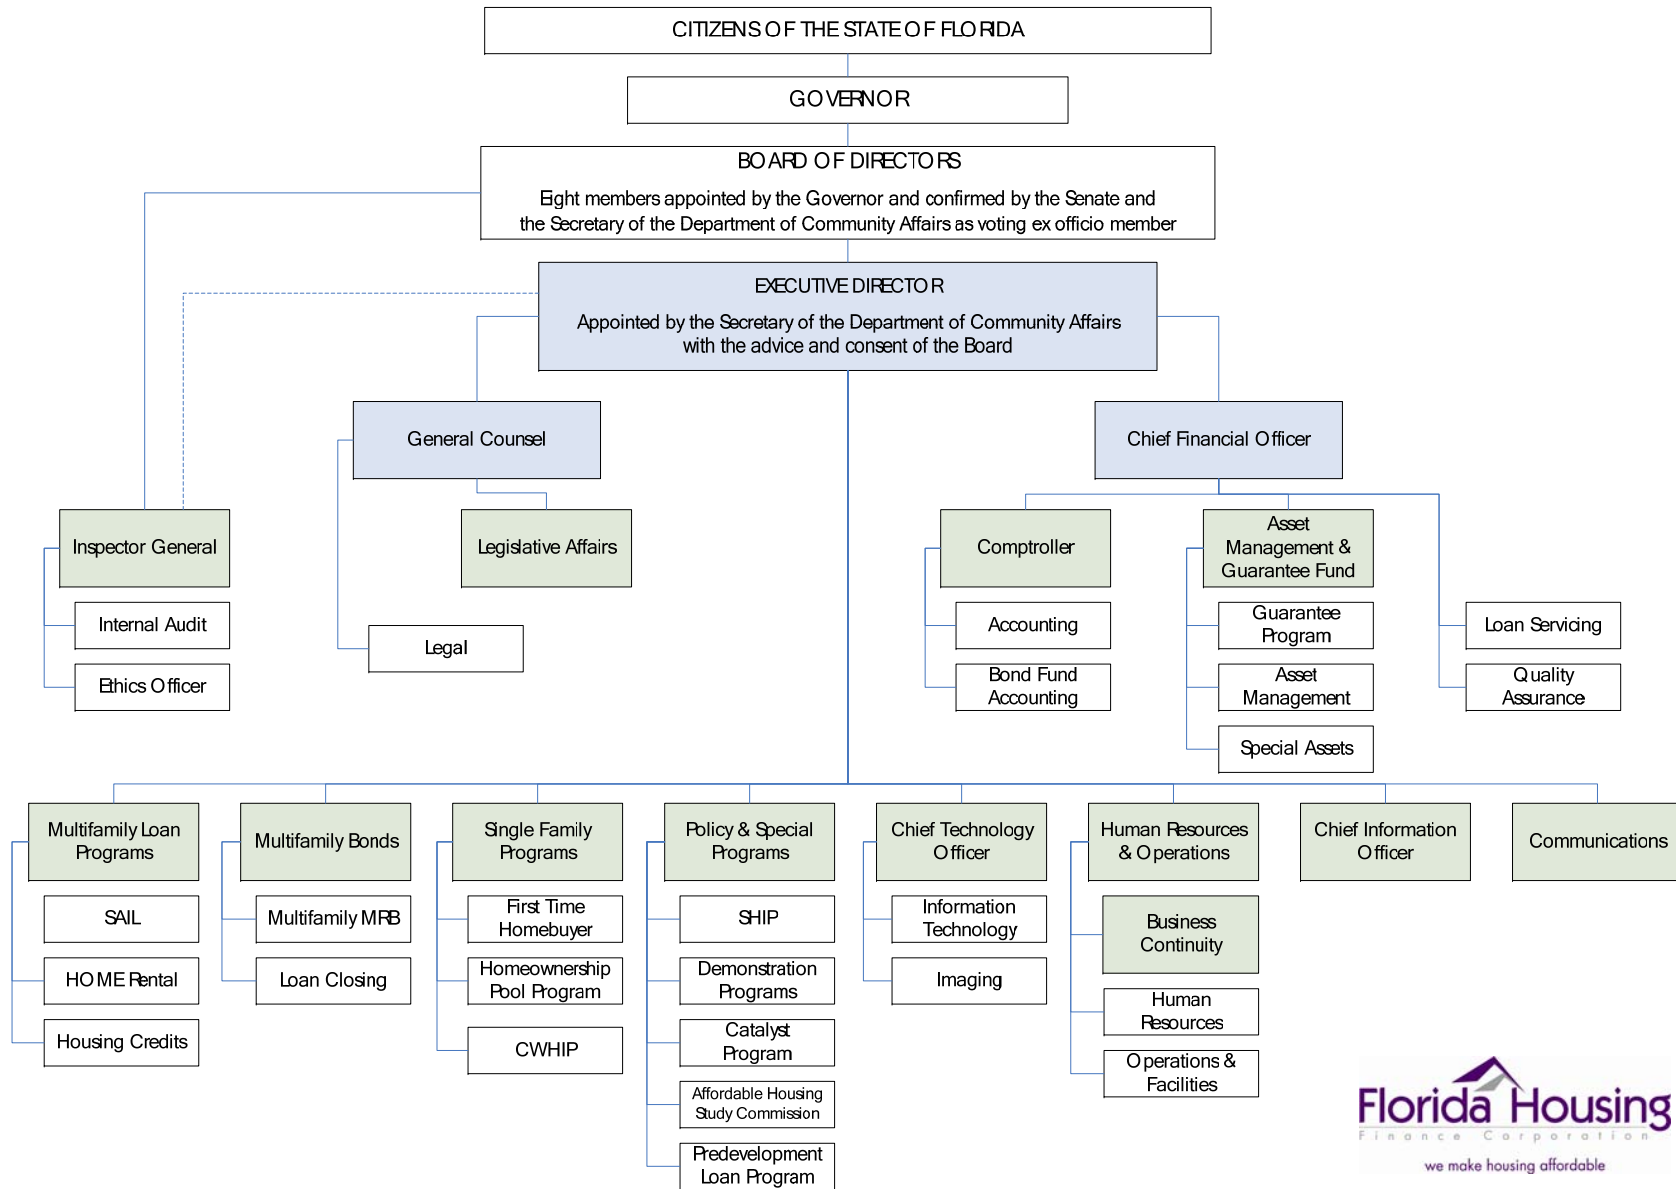 CITIZENS OF THE STATE OF FLORIDA
GOVERNOR
BOARD OF DIRECTORS
Eight members appointed by the Governor and confirmed by the Senate and
the Secretary of the Department of Community Affairs as voting ex officio member
EXECUTIVE DIRECTOR
Appointed by the Secretary of the Department of Community Affairs
with the advice and consent of the Board
General Counsel
Chief Financial Officer
Inspector General
Internal Audit
Ethics Officer
Legislative Affairs
Legal
Comptroller
Accounting
Bond Fund
Accounting
Asset
Management &
Guarantee Fund
Guarantee
Program
Asset
Management
Special Assets
Loan Servicing
Quality
Assurance
Multifamily Loan
Programs
SAIL
HOME Rental
Housing Credits
Multifamily Bonds
Multifamily MRB
Loan Closing
Single Family
Programs
First Time
Homebuyer
Homeownership
Pool Program
CWHIP
Policy & Special
Programs
SHIP
Demonstration
Programs
Catalyst
Program
Affordable Housing
Study Commission
Predevelopment
Loan Program
Chief Technology
Officer
Information
Technology
Imaging
Human Resources
& Operations
Business
Continuity
Human
Resources
Operations &
Facilities
Chief Information
Officer
Communications
Florida Housing
Finance Corporation
we make housing affordable